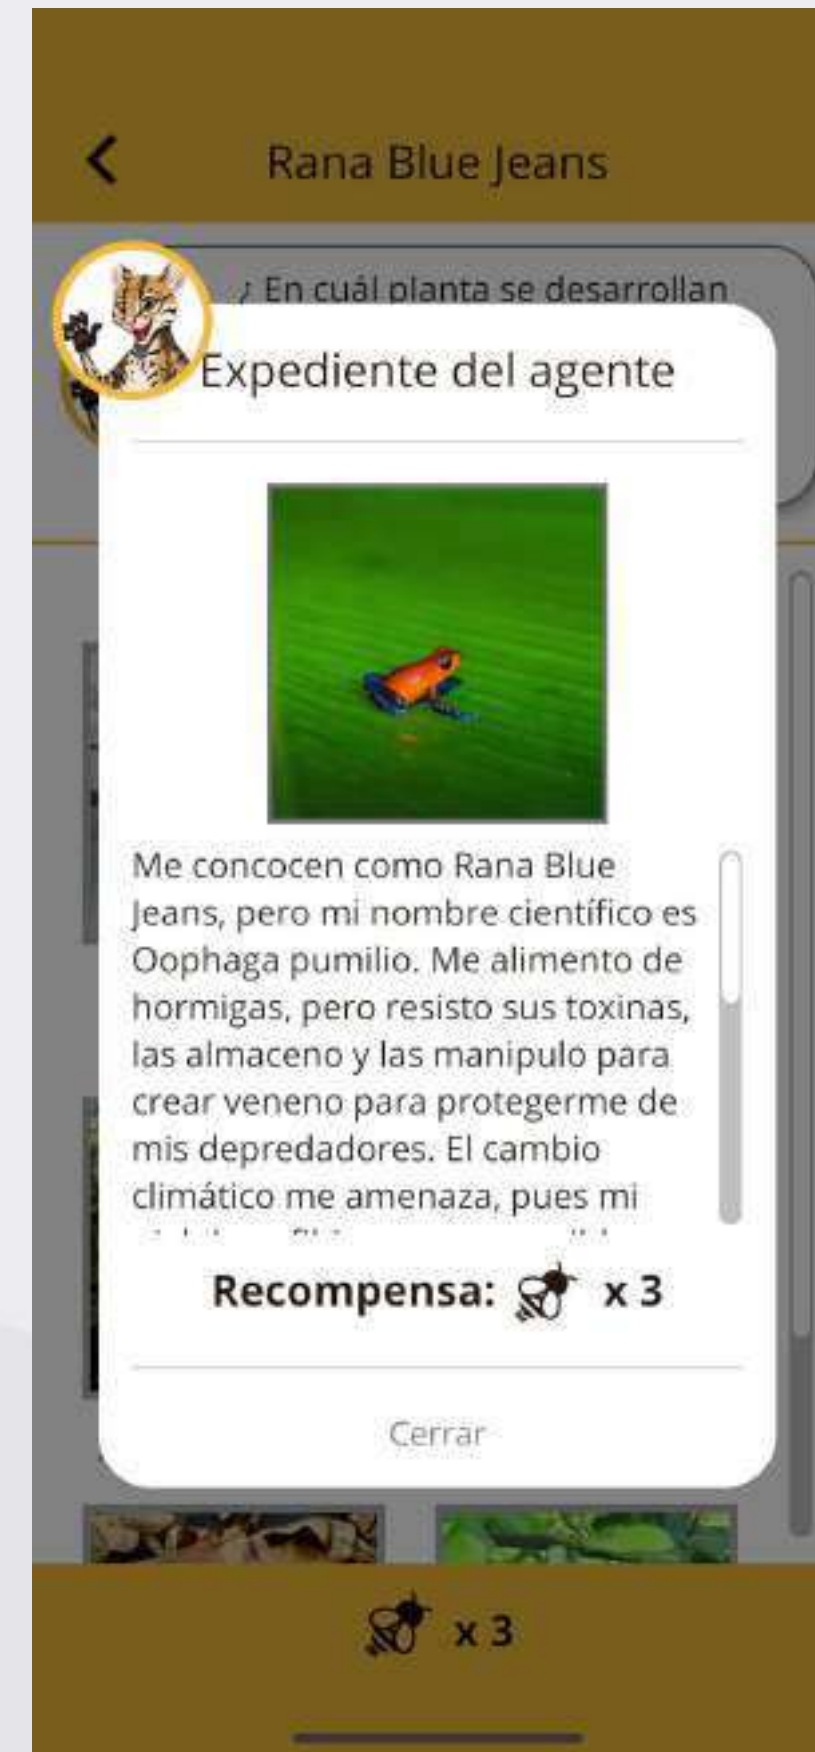 Rana Blue Jeans
¿ En cuál planta se desarrollan
Expediente del agente
Me concocen como Rana Blue
Jeans, pero mi nombre científico es
Oophaga pumilio. Me alimento de
hormigas, pero resisto sus toxinas,
las almaceno y las manipulo para
crear veneno para protegerme de
mis depredadores. El cambio
climático me amenaza, pues mi
Recompensa: x 3
Cerrar
x 3